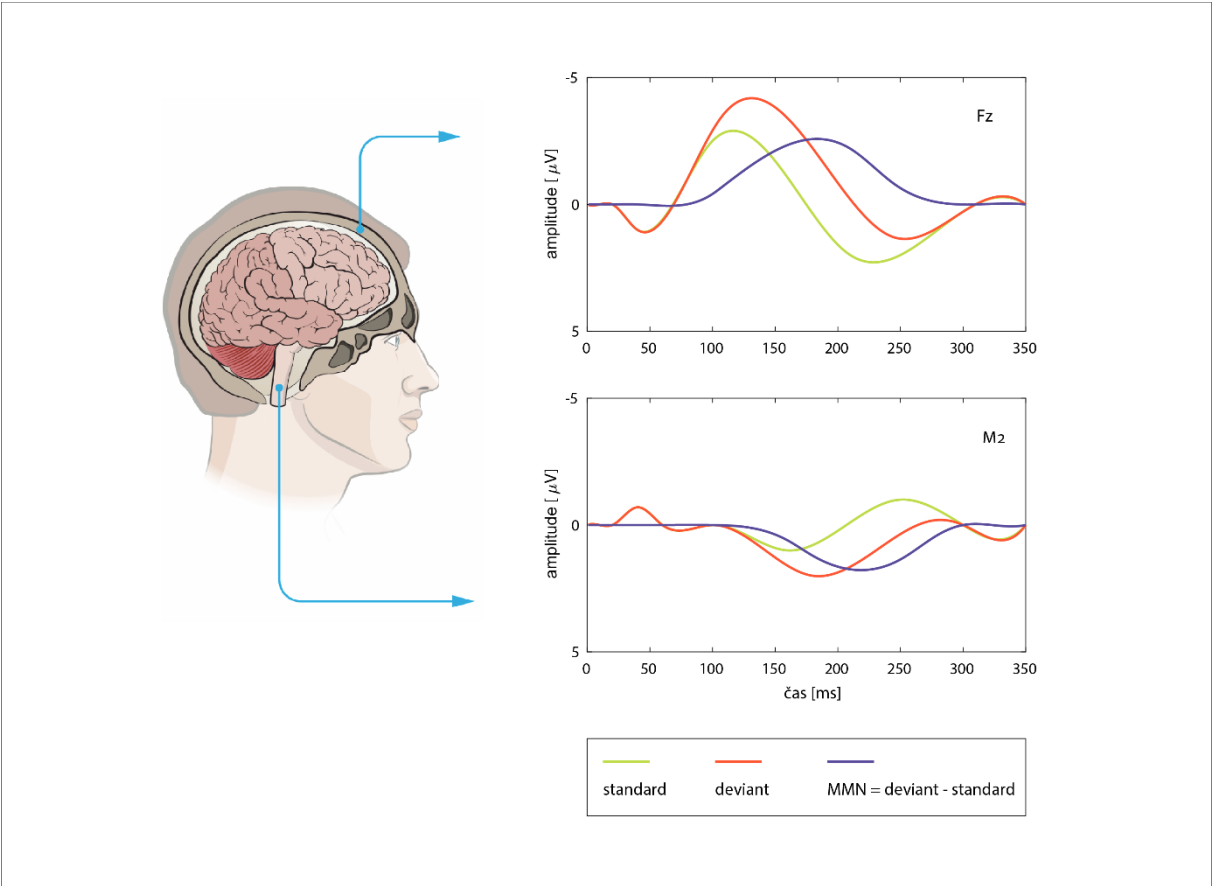 -5
Fz
amplitude [ μV]
0
5
0 50 100 150 200 250 300 350
-5
M2
amplitude [ μV]
0
5
0 50 100 150 200 250 300 350
čas [ms]
standard deviant MMN = deviant - standard